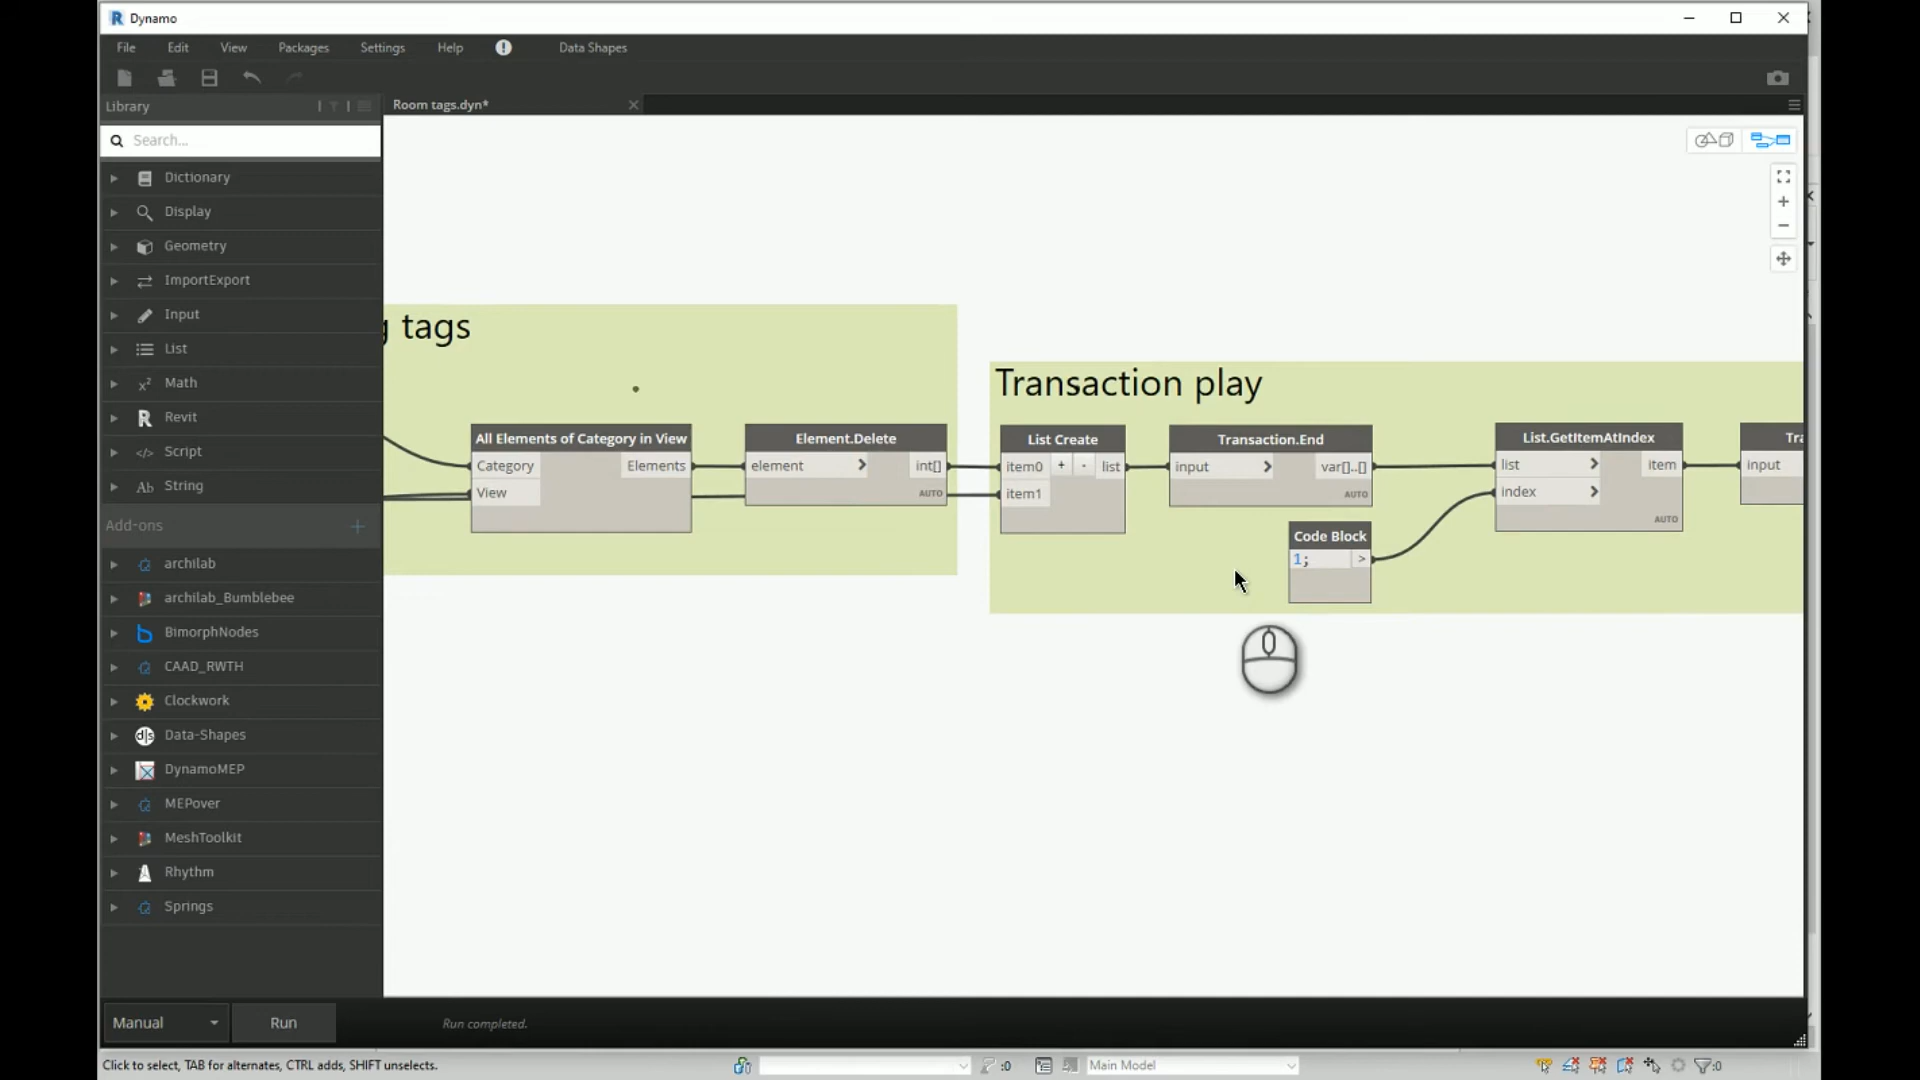 Dynamo
File Edit View Packages Settings Help Data Shapes
Library
Room tags.dyn*
Search...
Dictionary
Display
Geometry
ImportExport
Input
List
Math
Revit
Script
String
Add-ons
archilab
archilab_Bumblebee
BimorphNodes
CAAD_RWTH
Clockwork
Data-Shapes
DynamoMEP
MEPover
MeshToolkit
Rhythm
Springs
g tags
All Elements of Category in View
Category Elements
View
Element.Delete
element > int[]
AUTO
Transaction play
List Create
item0 + - list
item1
Transaction.End
input > var[]..[]
AUTO
Code Block
1; >
List.GetItemAtIndex
list > item
index >
AUTO
Tra
input
Manual Run Run completed.
Click to select, TAB for alternates, CTRL adds, SHIFT unselects. :0 Main Model :0